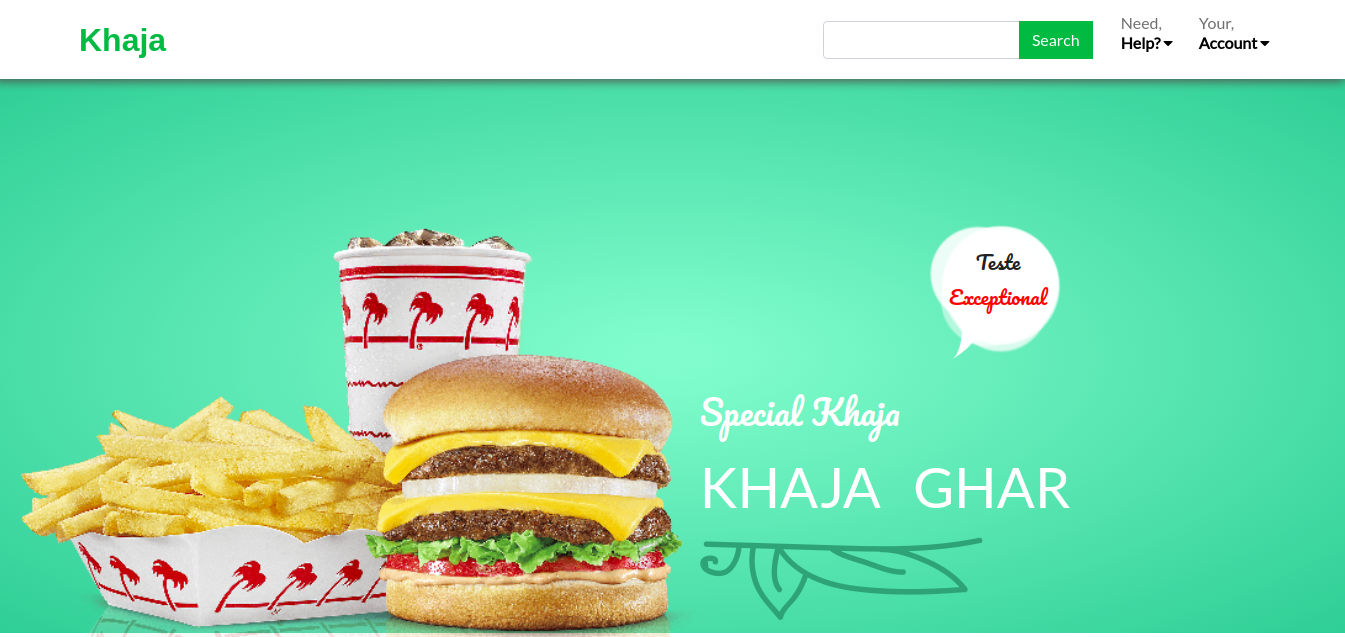 Khaja
Search
Need,
Help?
Your,
Account
Teste
Exceptional
Special Khaja
KHAJA GHAR